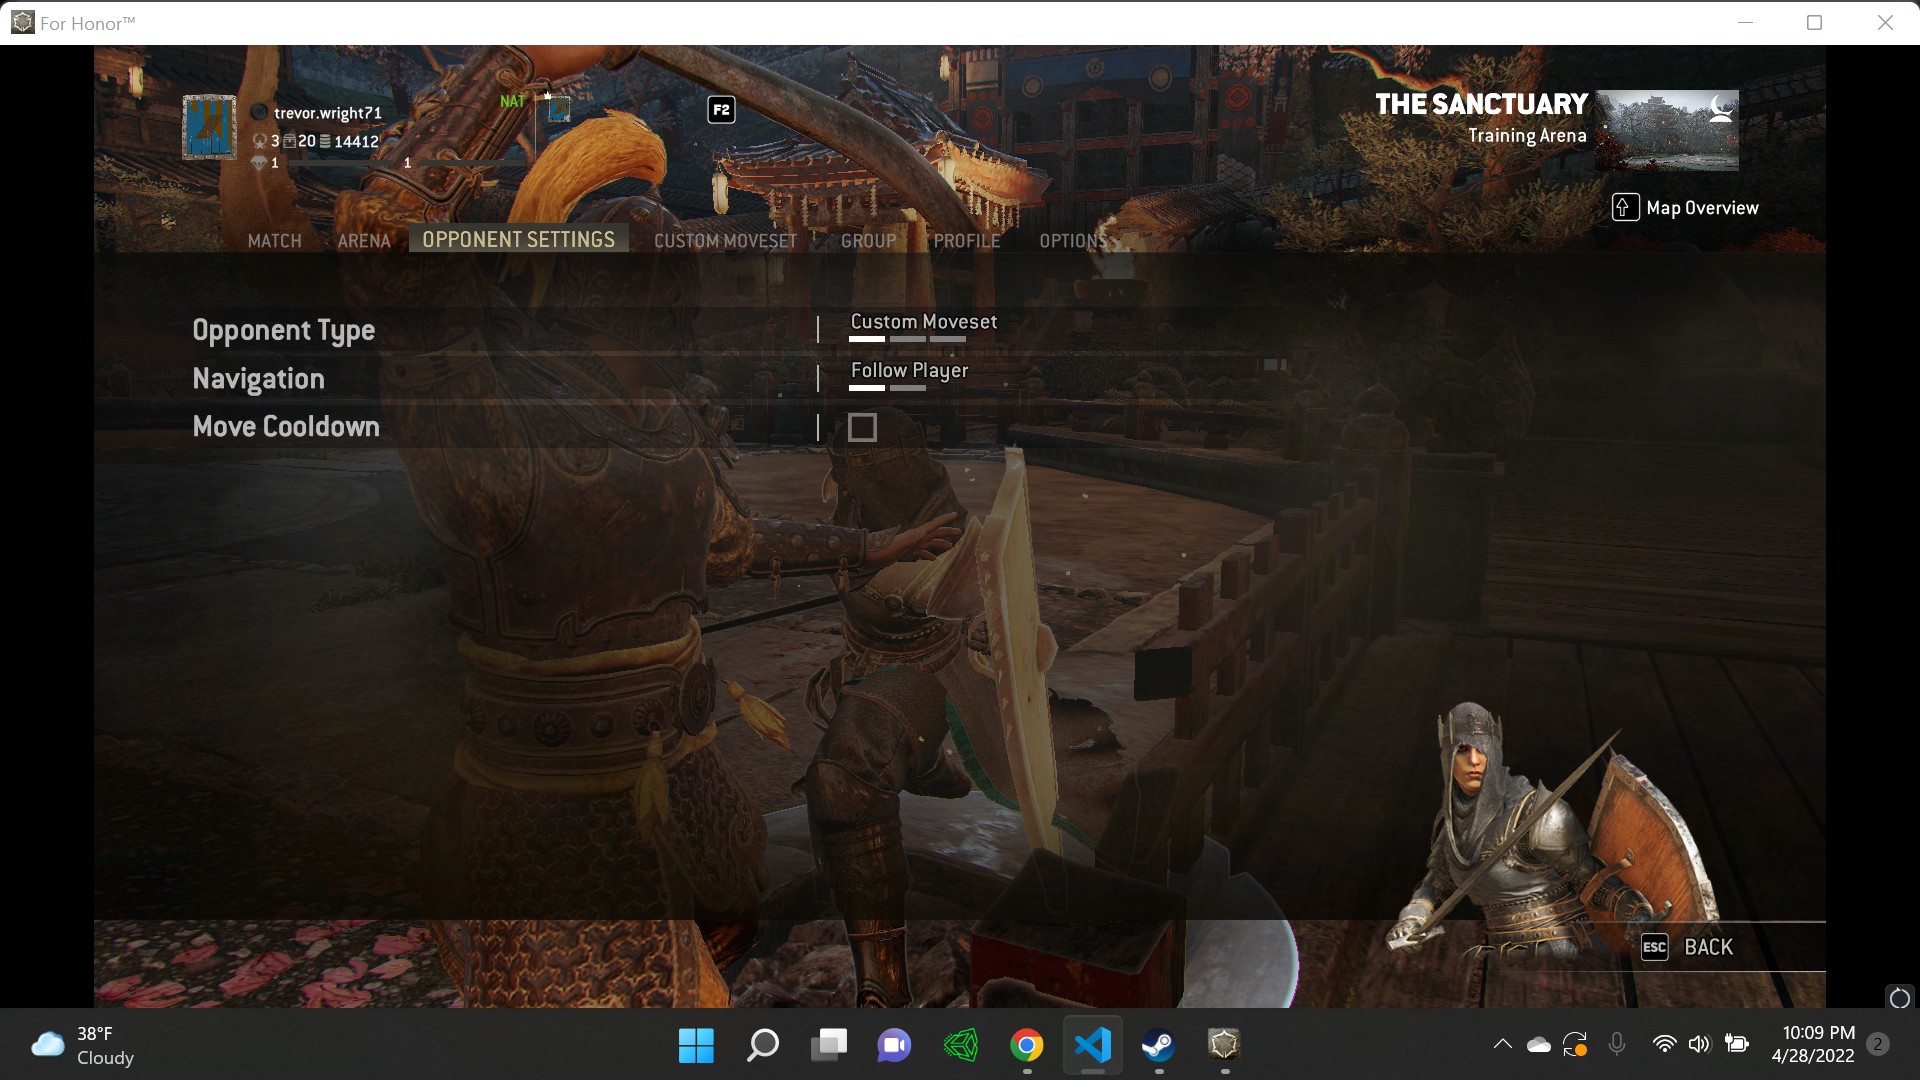 For Honor™
trevor.wright71
NAT
F2
3 20 14412
1
1
THE SANCTUARY
Training Arena
Map Overview
MATCH ARENA OPPONENT SETTINGS CUSTOM MOVESET GROUP PROFILE OPTIONS
Opponent Type Custom Moveset
Navigation Follow Player
Move Cooldown
ESC BACK
38°F
Cloudy
10:09 PM
4/28/2022
2